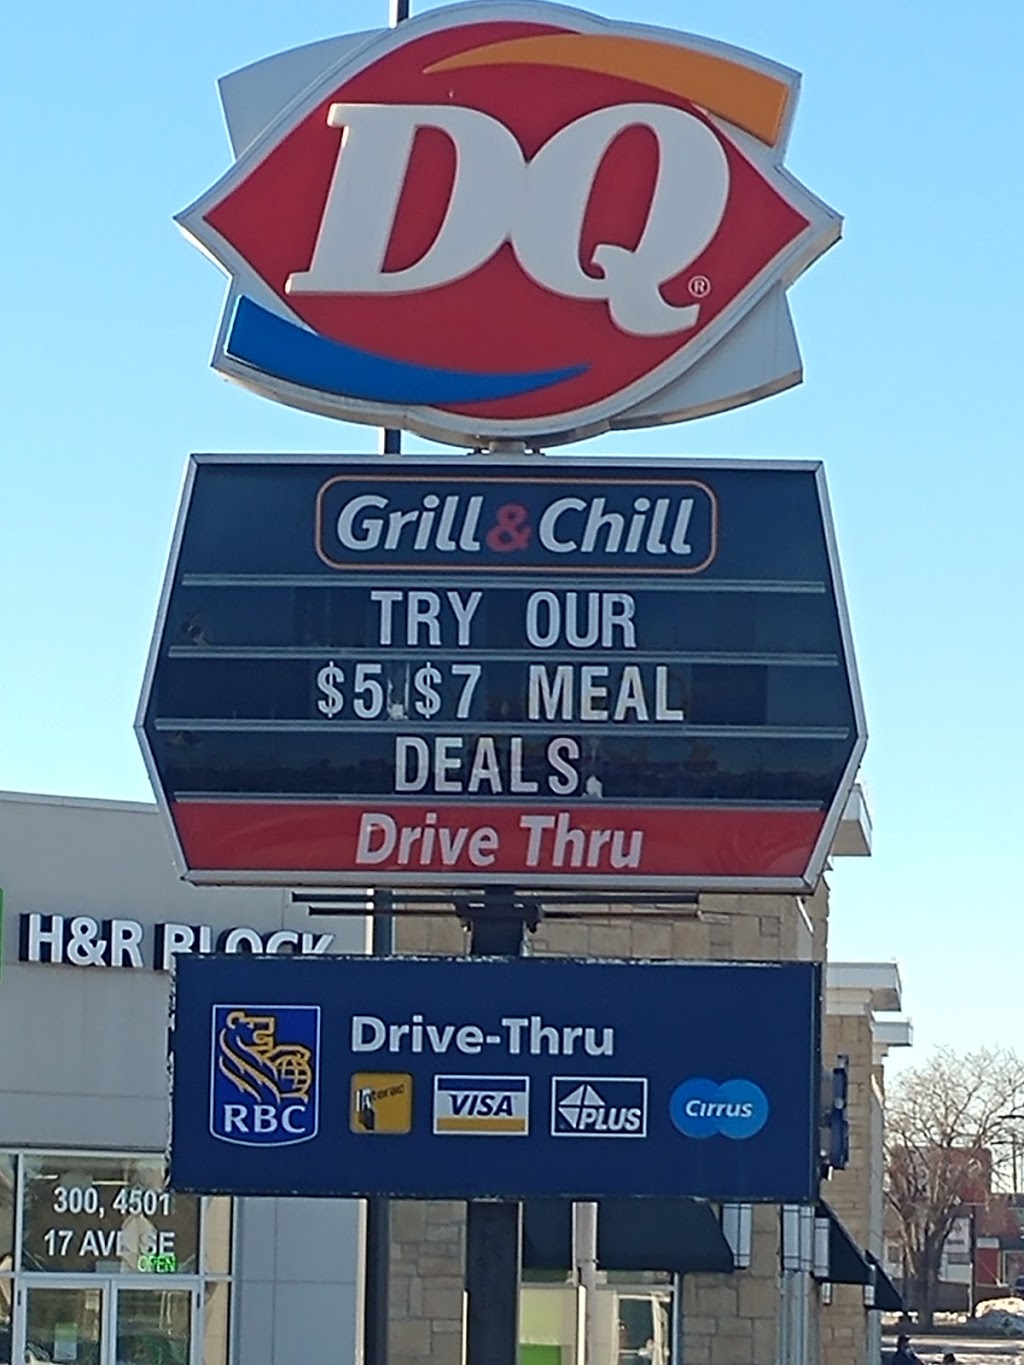 DQ
®
Grill & Chill
TRY OUR
$5 $7 MEAL
DEALS
Drive Thru
H&R BLOCK
RBC
Drive-Thru
Interac
VISA
PLUS
Cirrus
300, 4501
17 AVE SE
OPEN